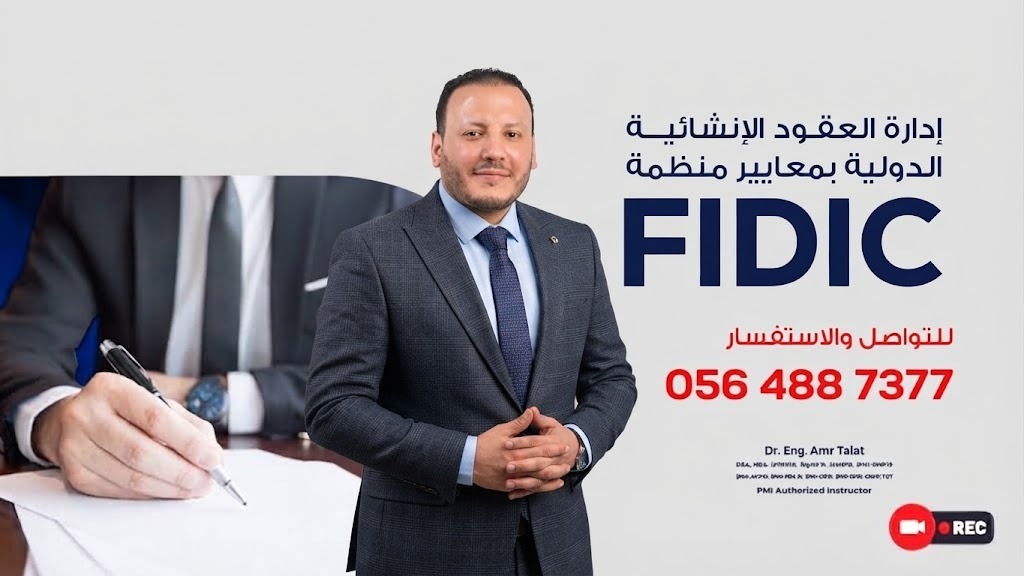 إدارة العقود الإنشائيــة
الدولية بمعايير منظمة
FIDIC
للتواصل والاستفسار
056 488 7377
Dr. Eng. Amr Talat
PMI Authorized Instructor
REC